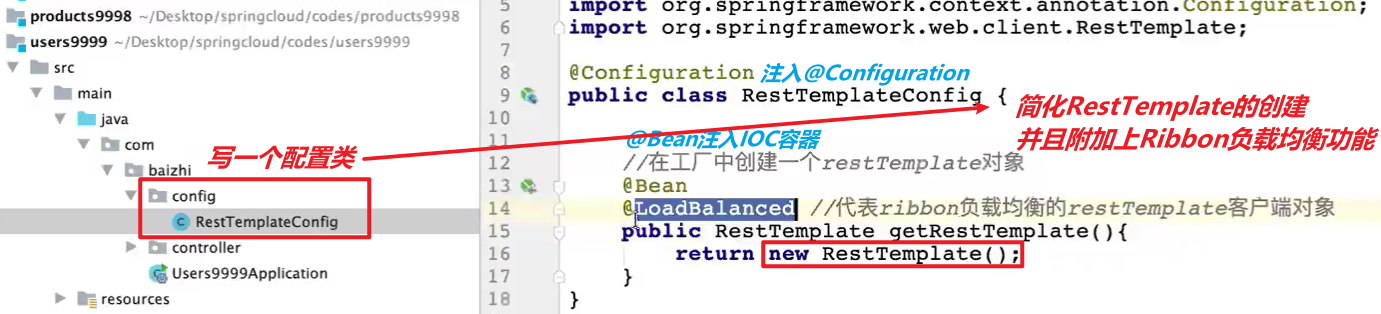 products9998 ~/Desktop/springcloud/codes/products9998
users9999 ~/Desktop/springcloud/codes/users9999
src
main
java
com
写一个配置类
baizhi
config
RestTemplateConfig
controller
Users9999Application
resources
5 import org.springframework.context.annotation.Configuration;
6 import org.springframework.web.client.RestTemplate;
7
8 @Configuration 注入@Configuration
9 public class RestTemplateConfig {
简化RestTemplate的创建
并且附加上Ribbon负载均衡功能
10
11 @Bean注入IOC容器
12 //在工厂中创建一个restTemplate对象
13 @Bean
14 @LoadBalanced //代表ribbon负载均衡的restTemplate客户端对象
15 public RestTemplate getRestTemplate(){
16 return new RestTemplate();
17 }
18 }